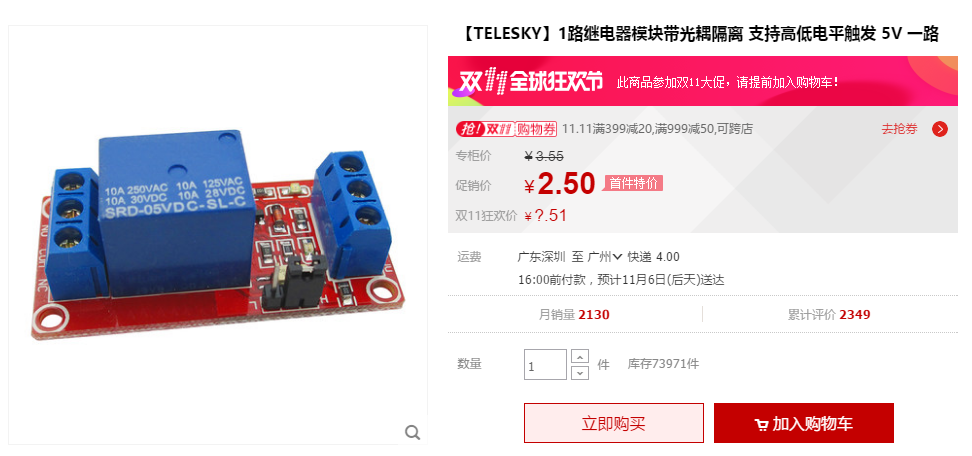 【TELESKY】1路继电器模块带光耦隔离 支持高低电平触发 5V 一路
双11全球狂欢节 此商品参加双11大促，请提前加入购物车！
抢！双11 购物券 11.11满399减20,满999减50,可跨店 去抢券
专柜价 ¥ 3.55
促销价 ¥ 2.50 首件特价
双11狂欢价 ¥ ?.51
运费 广东深圳 至 广州 快递 4.00
16:00前付款，预计11月6日(后天)送达
月销量 2130 累计评价 2349
数量 1 件 库存73971件
立即购买 加入购物车
10A 250VAC 10A 125VAC
10A 30VDC 10A 28VDC
SRD-05VDC-SL-C
NO COM NC